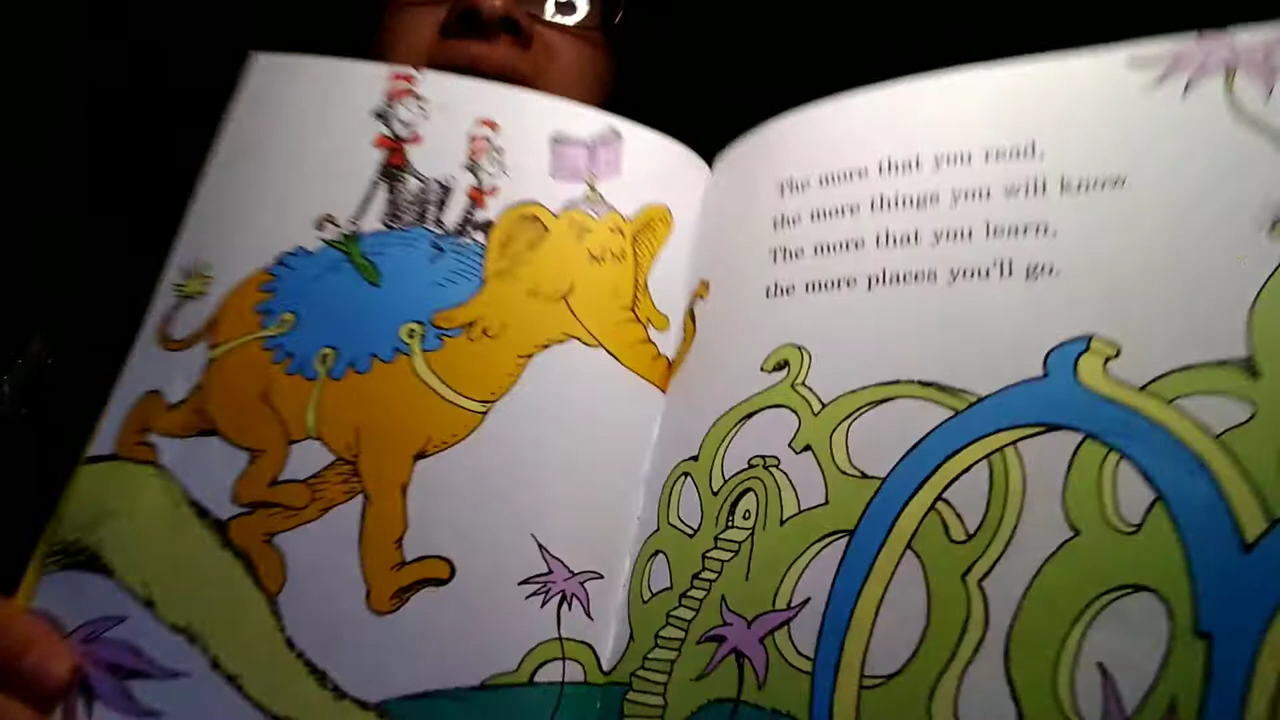 The more that you read,
the more things you will know
The more that you learn,
the more places you'll go.